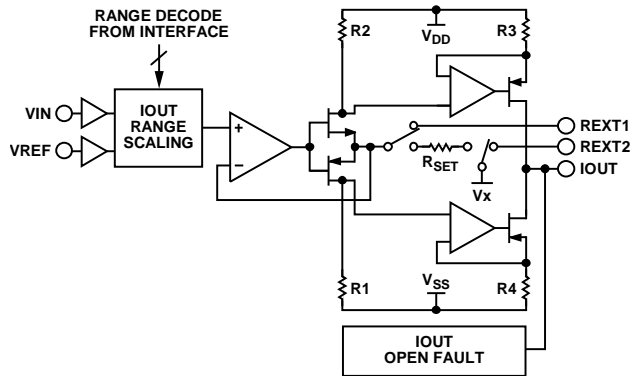 RANGE DECODE
FROM INTERFACE
R2
R3
VDD
VIN
VREF
IOUT
RANGE
SCALING
+
−
REXT1
REXT2
IOUT
RSET
Vx
R1
VSS
R4
IOUT
OPEN FAULT